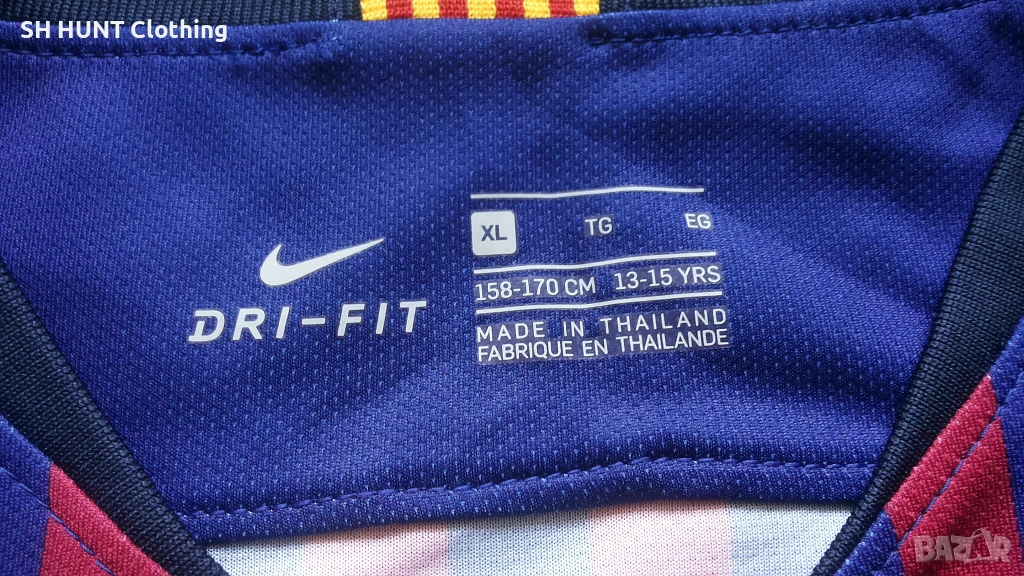 SH HUNT Clothing
XL TG EG
158-170 CM 13-15 YRS
DRI-FIT
MADE IN THAILAND
FABRIQUE EN THAILANDE
BAZAR